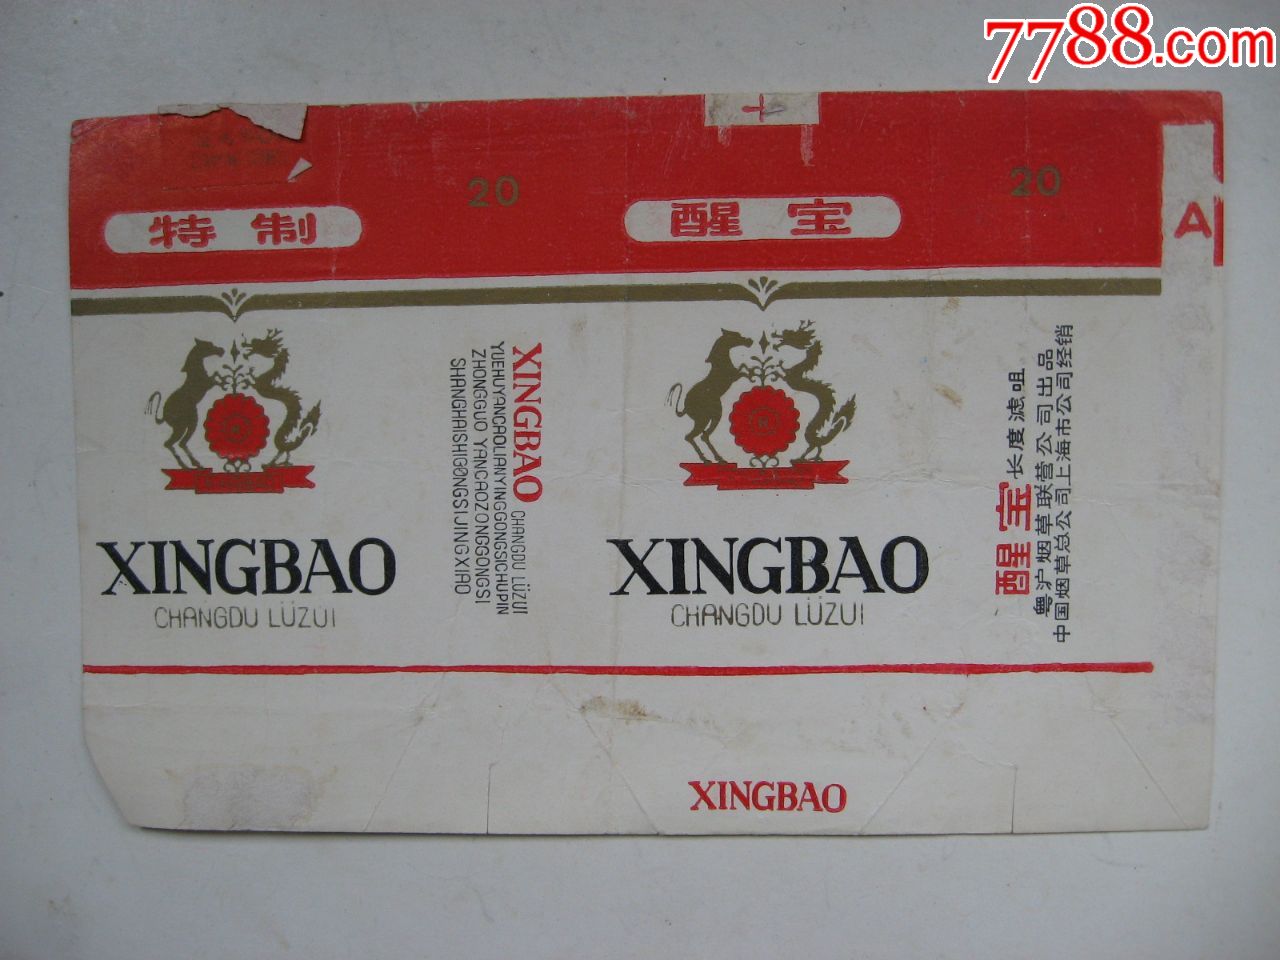 7788.com
特制
20
醒宝
20
A
XINGBAO
CHANGDU LÜZUI
XINGBAO CHANGDU LÜZUI
YUEHUYANCAOLIANYINGGONGSICHUPIN
ZHONGGUO YANCAOZONGGONGSI
SHANGHAISHIGONGSIJINGXIAO
XINGBAO
CHANGDU LÜZUI
醒宝长度滤咀
粤沪烟草联营公司出品
中国烟草总公司上海市公司经销
XINGBAO